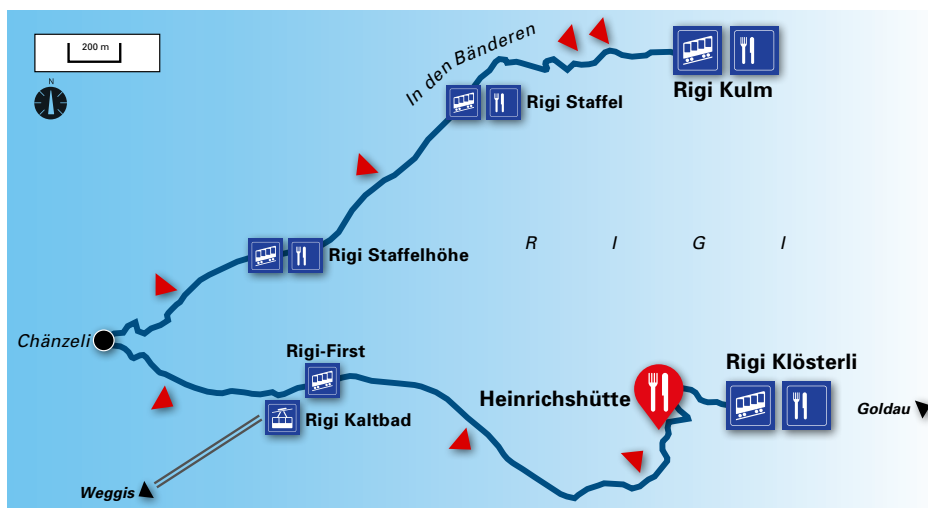 200 m
N
In den Bänderen
Rigi Kulm
Rigi Staffel
Rigi Staffelhöhe
R I G I
Chänzeli
Rigi-First
Rigi Klösterli
Heinrichshütte
Goldau
Rigi Kaltbad
Weggis